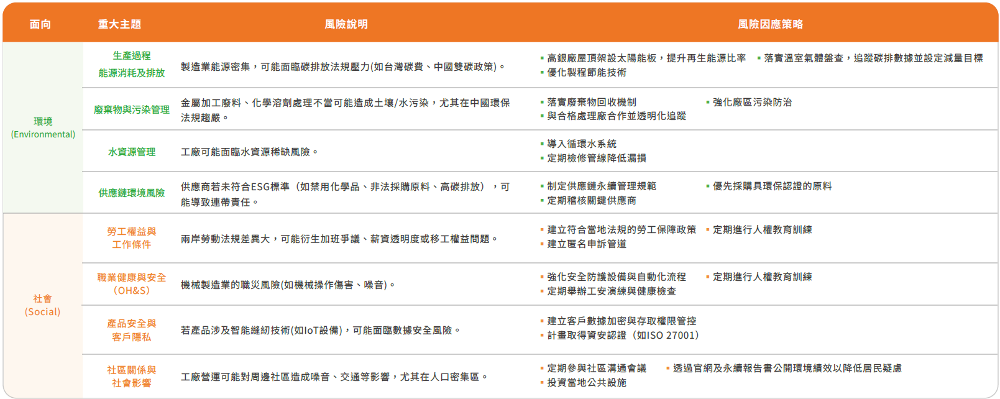 面向
重大主題
風險說明
風險因應策略
環境
(Environmental)
生產過程
能源消耗及排放
製造業能源密集，可能面臨碳排放法規壓力(如台灣碳費、中國雙碳政策)。
▪ 高銀廠屋頂架設太陽能板，提升再生能源比率 ▪ 落實溫室氣體盤查，追蹤碳排數據並設定減量目標
▪ 優化製程節能技術
廢棄物與污染管理
金屬加工廢料、化學溶劑處理不當可能造成土壤/水污染，尤其在中國環保
法規趨嚴。
▪ 落實廢棄物回收機制 ▪ 強化廠區污染防治
▪ 與合格處理廠合作並透明化追蹤
水資源管理
工廠可能面臨水資源稀缺風險。
▪ 導入循環水系統
▪ 定期檢修管線降低漏損
供應鏈環境風險
供應商若未符合ESG標準（如禁用化學品、非法採購原料、高碳排放），可
能導致連帶責任。
▪ 制定供應鏈永續管理規範 ▪ 優先採購具環保認證的原料
▪ 定期稽核關鍵供應商
社會
(Social)
勞工權益與
工作條件
兩岸勞動法規差異大，可能衍生加班爭議、薪資透明度或移工權益問題。
▪ 建立符合當地法規的勞工保障政策 ▪ 定期進行人權教育訓練
▪ 建立匿名申訴管道
職業健康與安全
（OH&S）
機械製造業的職災風險(如機械操作傷害、噪音)。
▪ 強化安全防護設備與自動化流程 ▪ 定期進行人權教育訓練
▪ 定期舉辦工安演練與健康檢查
產品安全與
客戶隱私
若產品涉及智能縫紉技術(如IoT設備)，可能面臨數據安全風險。
▪ 建立客戶數據加密與存取權限管控
▪ 計畫取得資安認證（如ISO 27001）
社區關係與
社會影響
工廠營運可能對周邊社區造成噪音、交通等影響，尤其在人口密集區。
▪ 定期參與社區溝通會議 ▪ 透過官網及永續報告書公開環境績效以降低居民疑慮
▪ 投資當地公共設施